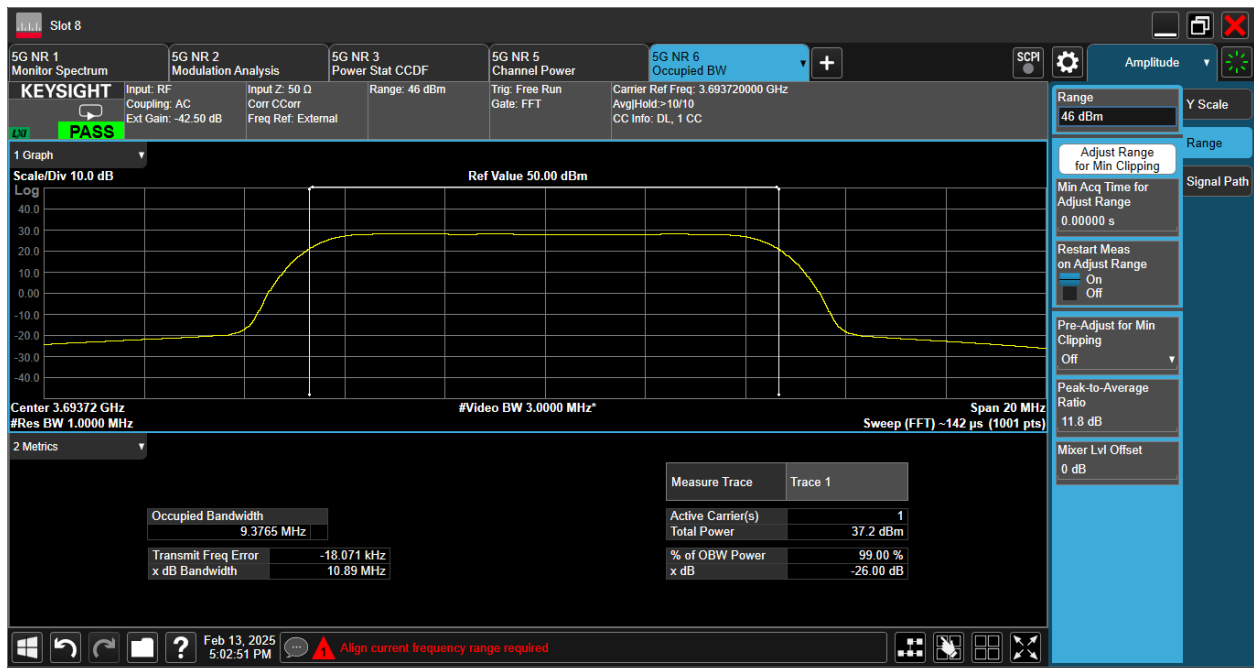 Slot 8
5G NR 1
Monitor Spectrum
5G NR 2
Modulation Analysis
5G NR 3
Power Stat CCDF
5G NR 5
Channel Power
5G NR 6
Occupied BW
SCPI
Amplitude
KEYSIGHT
LXI
PASS
Input: RF
Coupling: AC
Ext Gain: -42.50 dB
Input Z: 50 Ω
Corr CCorr
Freq Ref: External
Range: 46 dBm
Trig: Free Run
Gate: FFT
Carrier Ref Freq: 3.693720000 GHz
Avg|Hold:>10/10
CC Info: DL, 1 CC
1 Graph
Scale/Div 10.0 dB
Ref Value 50.00 dBm
Log
40.0
30.0
20.0
10.0
0.00
-10.0
-20.0
-30.0
-40.0
Center 3.69372 GHz
#Video BW 3.0000 MHz*
Span 20 MHz
#Res BW 1.0000 MHz
Sweep (FFT) ~142 µs (1001 pts)
2 Metrics
Measure Trace Trace 1
Occupied Bandwidth
9.3765 MHz
Active Carrier(s) 1
Total Power 37.2 dBm
Transmit Freq Error -18.071 kHz
x dB Bandwidth 10.89 MHz
% of OBW Power 99.00 %
x dB -26.00 dB
Range
46 dBm
Adjust Range
for Min Clipping
Min Acq Time for
Adjust Range
0.00000 s
Restart Meas
on Adjust Range
On
Off
Pre-Adjust for Min
Clipping
Off
Peak-to-Average
Ratio
11.8 dB
Mixer Lvl Offset
0 dB
Y Scale
Range
Signal Path
?
Feb 13, 2025
5:02:51 PM
1
Align current frequency range required